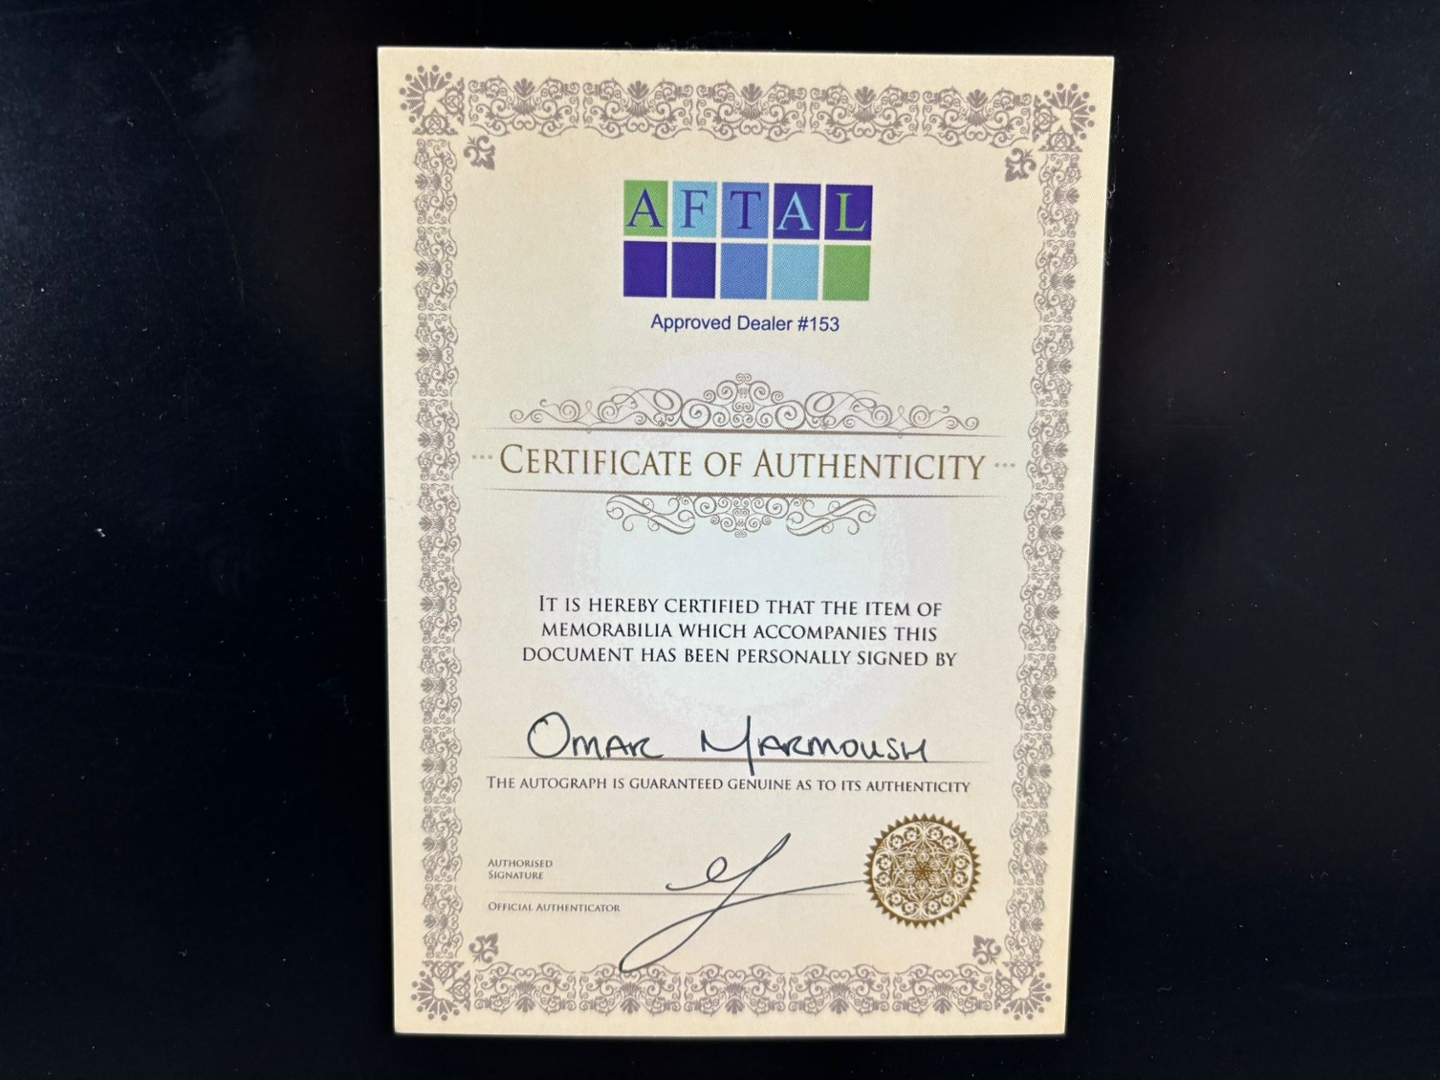 AFTAL
Approved Dealer #153
CERTIFICATE OF AUTHENTICITY
IT IS HEREBY CERTIFIED THAT THE ITEM OF
MEMORABILIA WHICH ACCOMPANIES THIS
DOCUMENT HAS BEEN PERSONALLY SIGNED BY
OMAR MARMOUSH
THE AUTOGRAPH IS GUARANTEED GENUINE AS TO ITS AUTHENTICITY
AUTHORISED
SIGNATURE
OFFICIAL AUTHENTICATOR